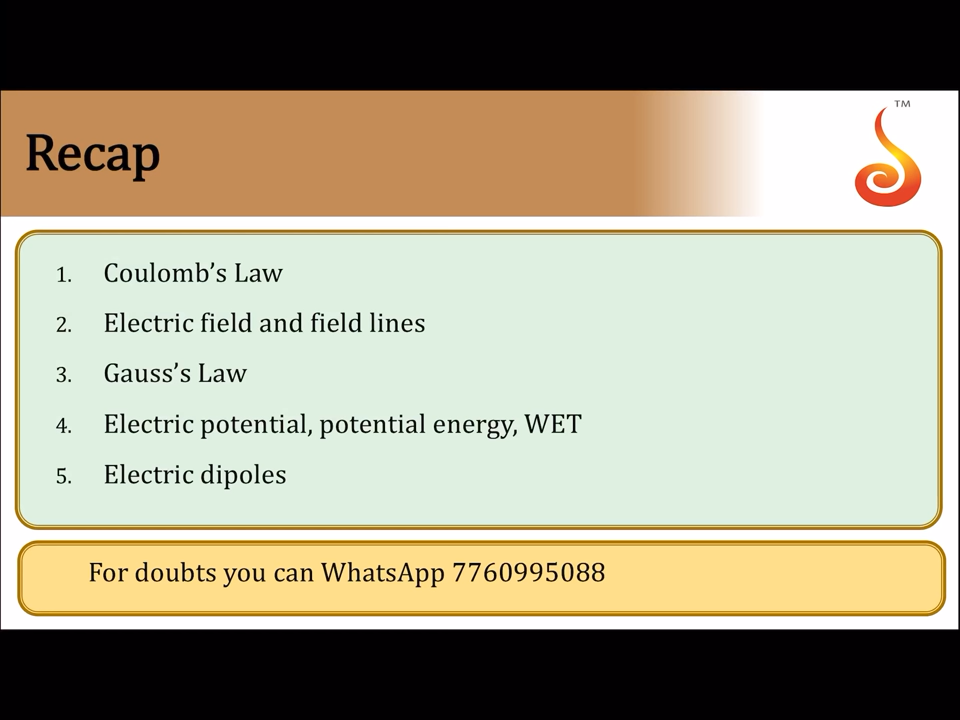 TM
Recap
1. Coulomb’s Law
2. Electric field and field lines
3. Gauss’s Law
4. Electric potential, potential energy, WET
5. Electric dipoles
For doubts you can WhatsApp 7760995088